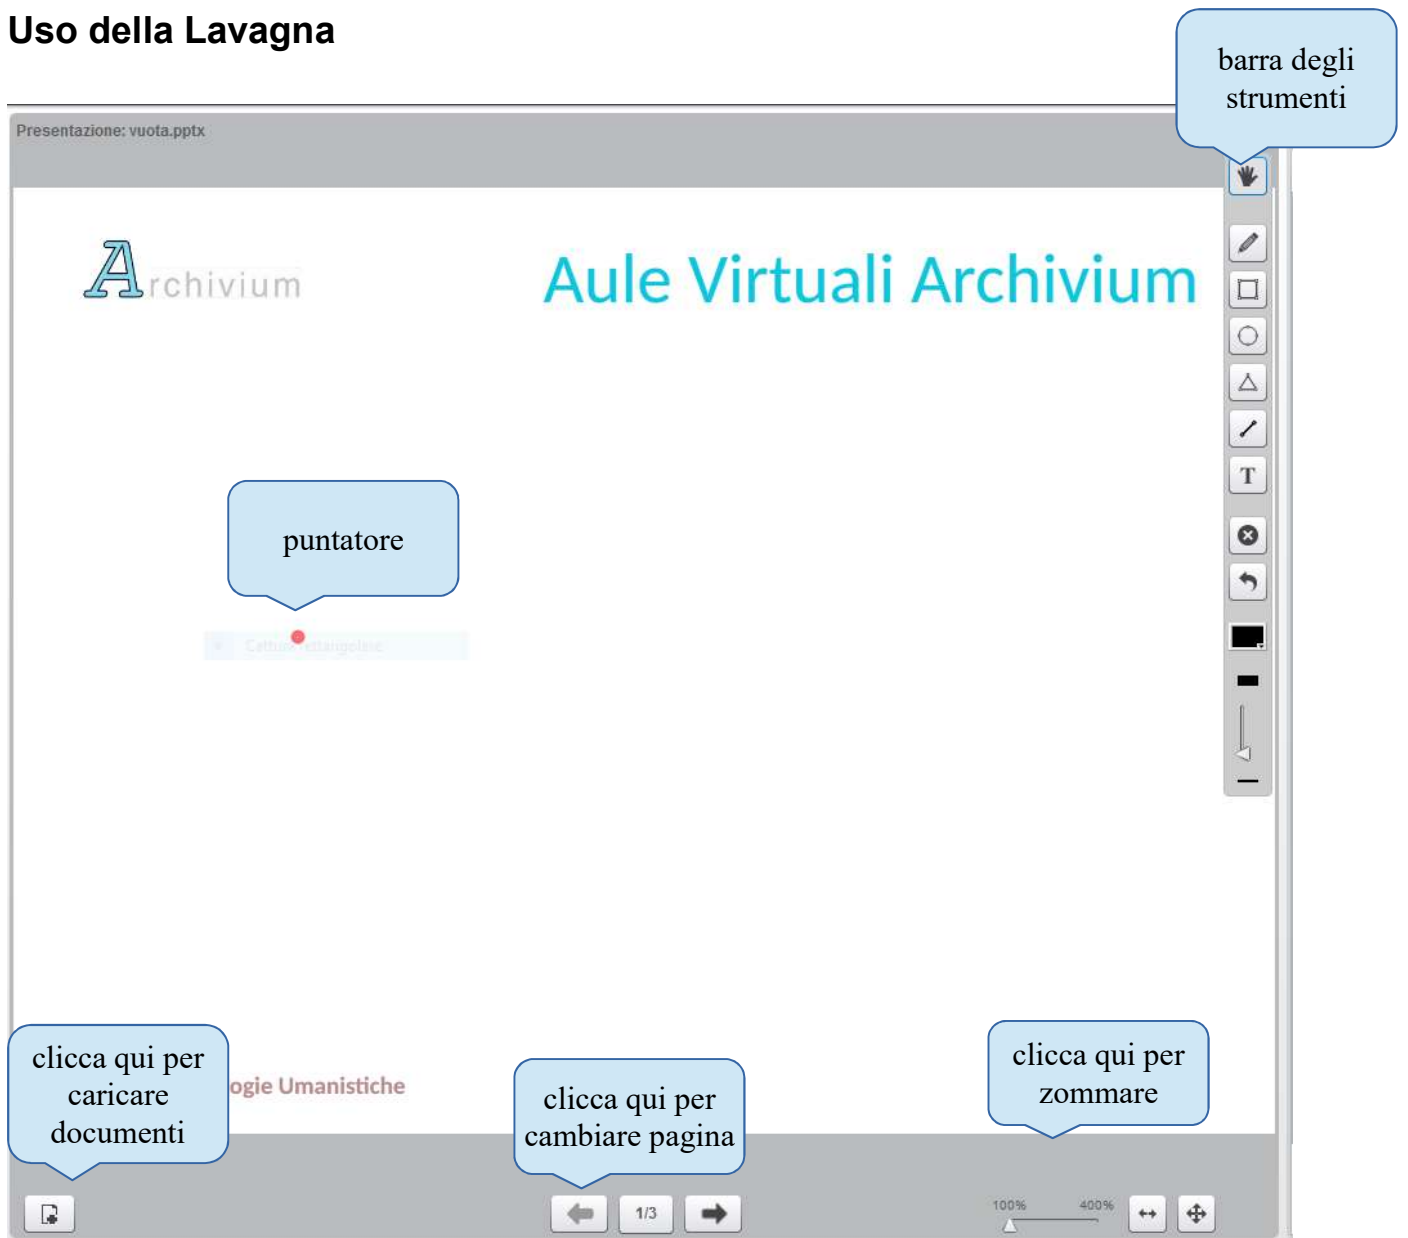 Uso della Lavagna
barra degli
strumenti
Presentazione: vuota.pptx
Archivium
Aule Virtuali Archivium
T
puntatore
clicca qui per
caricare
documenti
ogie Umanistiche
clicca qui per
cambiare pagina
clicca qui per
zommare
1/3
100% 400%